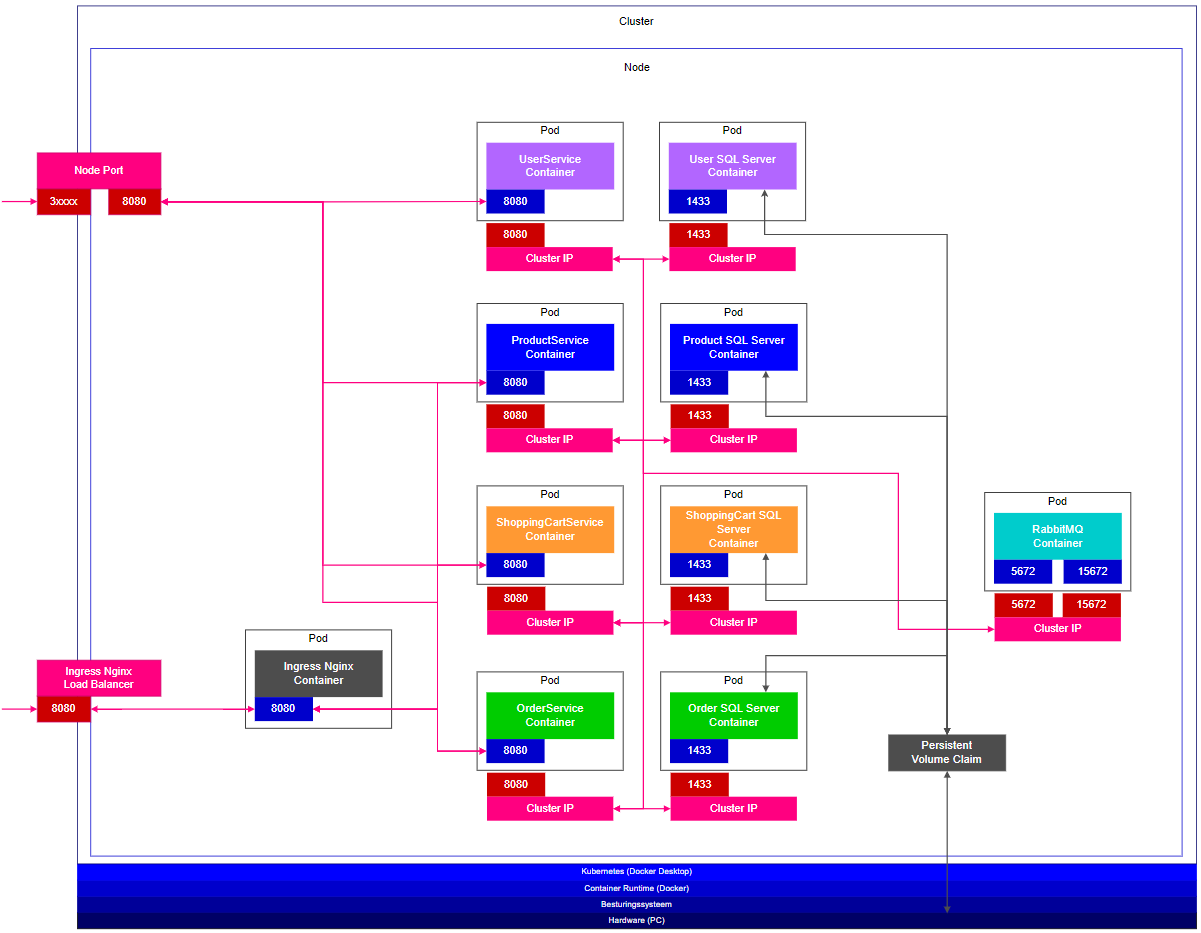 Cluster
Node
Node Port
3xxxx
8080
Pod
UserService
Container
8080
8080
Cluster IP
Pod
User SQL Server
Container
1433
1433
Cluster IP
Pod
ProductService
Container
8080
8080
Cluster IP
Pod
Product SQL Server
Container
1433
1433
Cluster IP
Pod
ShoppingCartService
Container
8080
8080
Cluster IP
Pod
ShoppingCart SQL
Server
Container
1433
1433
Cluster IP
Pod
RabbitMQ
Container
5672
15672
5672
15672
Cluster IP
Ingress Nginx
Load Balancer
8080
Pod
Ingress Nginx
Container
8080
Pod
OrderService
Container
8080
8080
Cluster IP
Pod
Order SQL Server
Container
1433
1433
Cluster IP
Persistent
Volume Claim
Kubernetes (Docker Desktop)
Container Runtime (Docker)
Besturingssysteem
Hardware (PC)